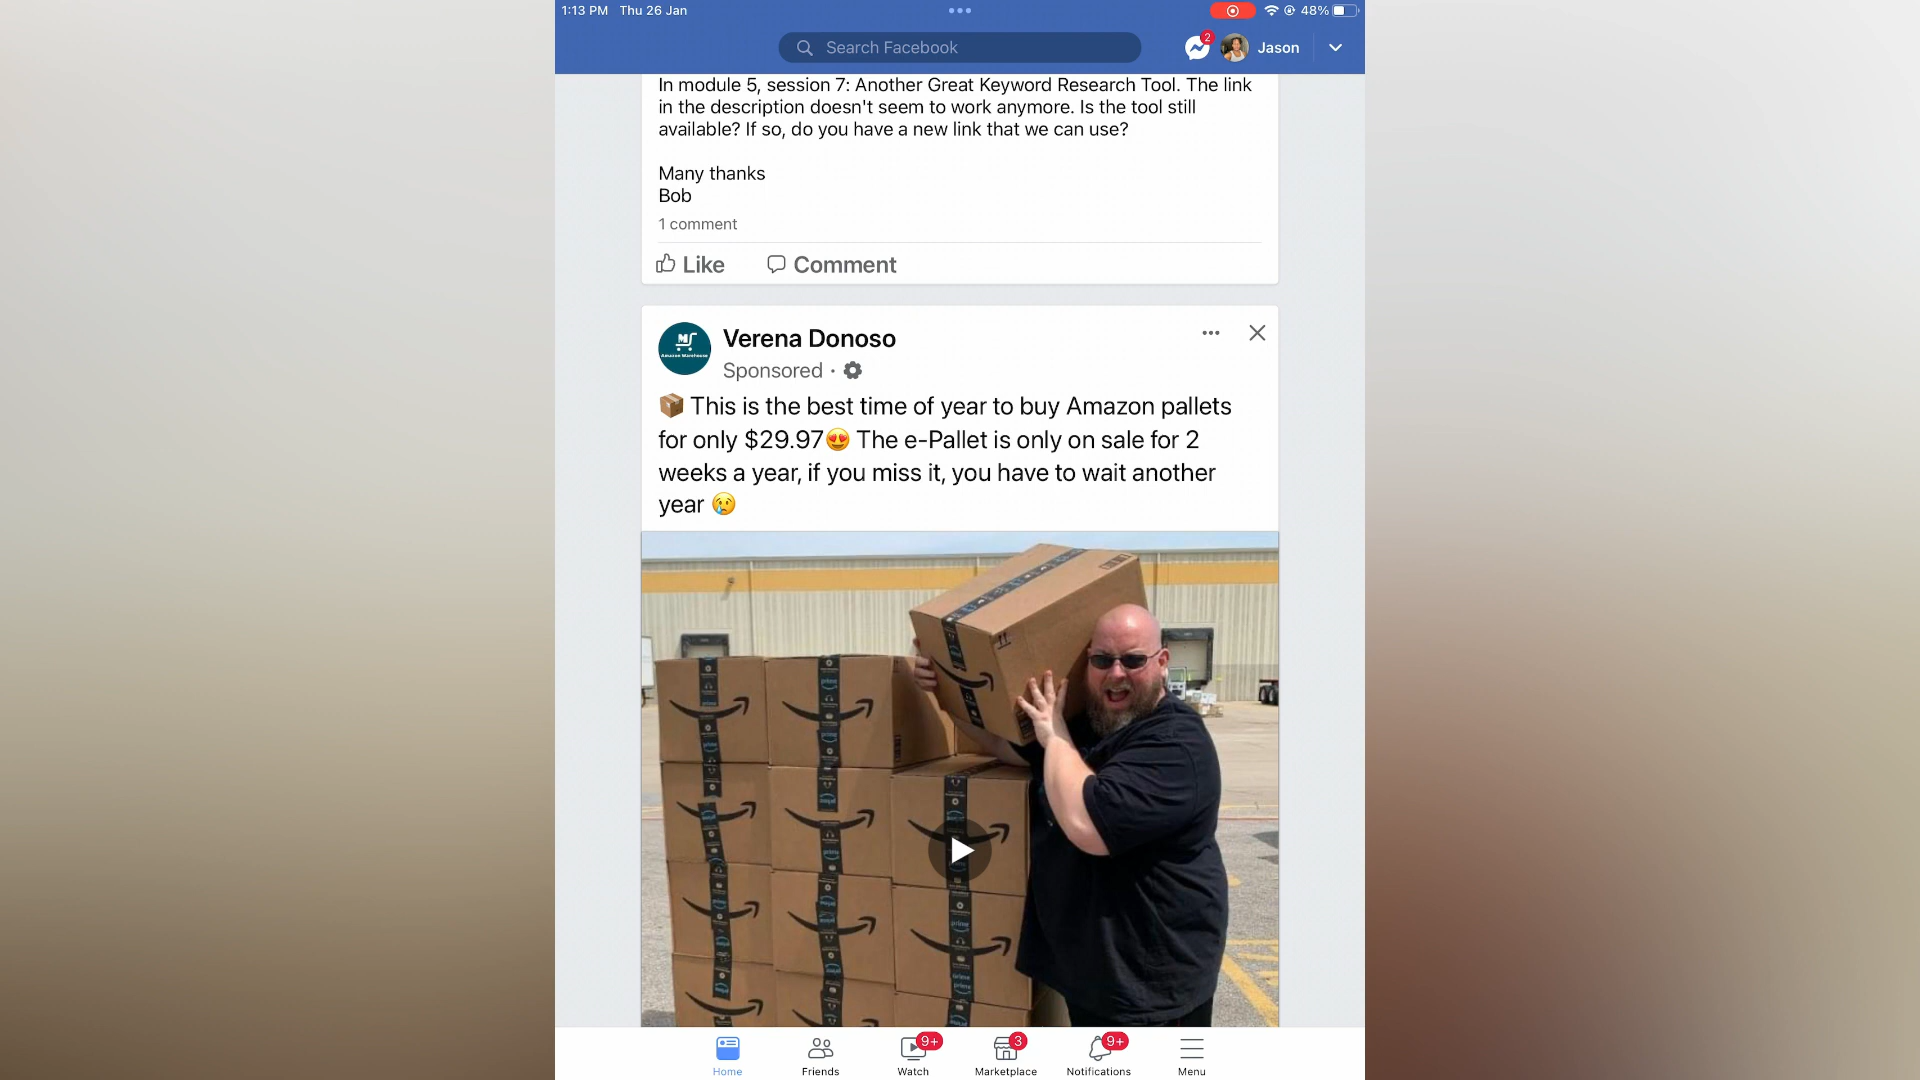 1:13 PM Thu 26 Jan
48%
Search Facebook
2
Jason
In module 5, session 7: Another Great Keyword Research Tool. The link
in the description doesn't seem to work anymore. Is the tool still
available? If so, do you have a new link that we can use?
Many thanks
Bob
1 comment
Like Comment
Verena Donoso
Sponsored ·
Amazon Warehouse
📦 This is the best time of year to buy Amazon pallets
for only $29.97😍 The e-Pallet is only on sale for 2
weeks a year, if you miss it, you have to wait another
year 😢
prime
prime
9+ 3 9+
Home Friends Watch Marketplace Notifications Menu